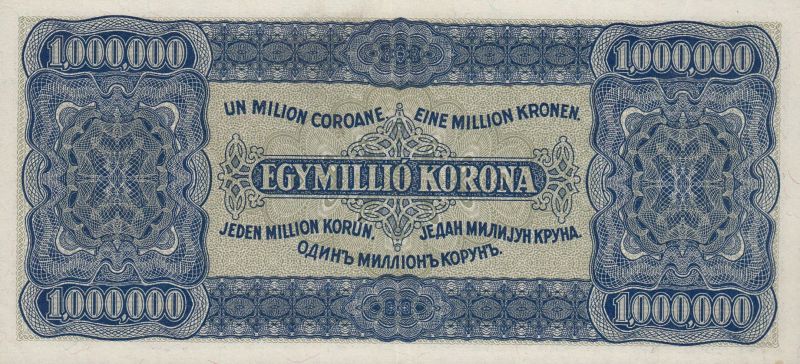 1,000,000 1,000,000
UN MILION COROANE. EINE MILLION KRONEN.
EGYMILLIÓ KORONA
JEDEN MILLION KORÚN. ЈЕДАН МИЛИЈУН КРУНА.
ОДИНЪ МИЛЛІОНЪ КОРУНЪ.
1,000,000 1,000,000